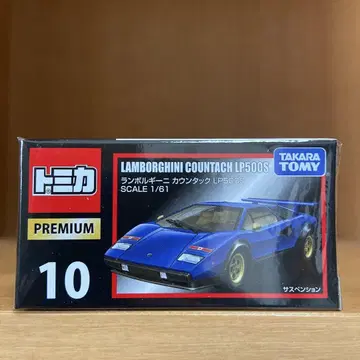 トミカ
PREMIUM
10
LAMBORGHINI COUNTACH LP500S
ランボルギーニ カウンタック LP500S
SCALE 1/61
TAKARA
TOMY
サスペンション